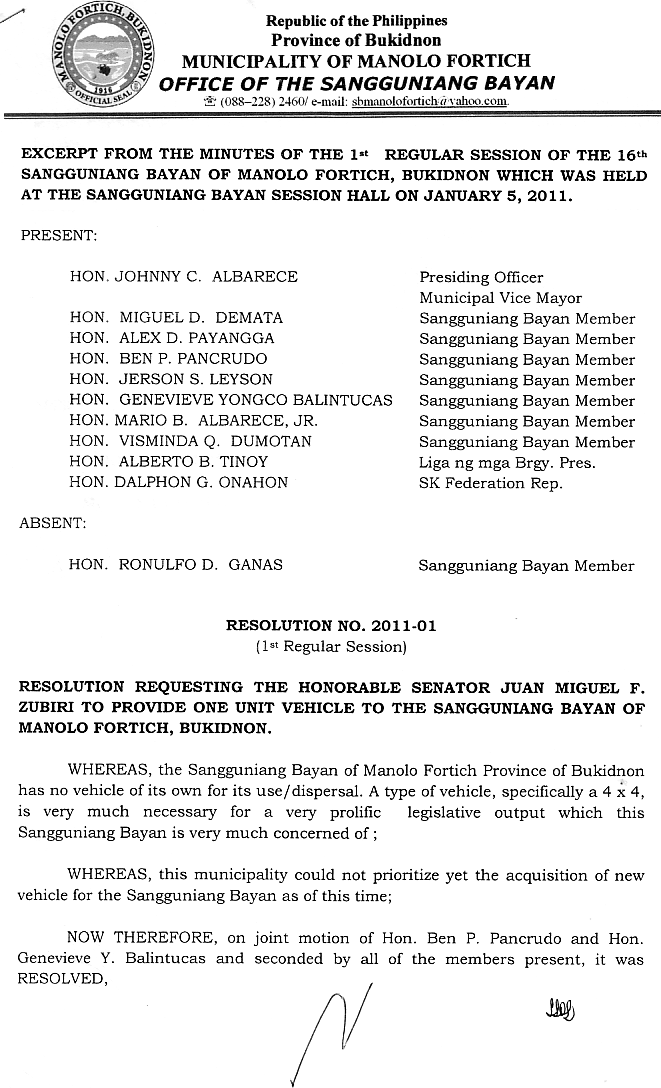 MANOLO FORTICH, BUKIDNON
1916
OFFICIAL SEAL
Republic of the Philippines
Province of Bukidnon
MUNICIPALITY OF MANOLO FORTICH
OFFICE OF THE SANGGUNIANG BAYAN
☏ (088–228) 2460/ e-mail: sbmanolofortich@yahoo.com.
EXCERPT FROM THE MINUTES OF THE 1st REGULAR SESSION OF THE 16th
SANGGUNIANG BAYAN OF MANOLO FORTICH, BUKIDNON WHICH WAS HELD
AT THE SANGGUNIANG BAYAN SESSION HALL ON JANUARY 5, 2011.
PRESENT:
HON. JOHNNY C. ALBARECE Presiding Officer
Municipal Vice Mayor
HON. MIGUEL D. DEMATA Sangguniang Bayan Member
HON. ALEX D. PAYANGGA Sangguniang Bayan Member
HON. BEN P. PANCRUDO Sangguniang Bayan Member
HON. JERSON S. LEYSON Sangguniang Bayan Member
HON. GENEVIEVE YONGCO BALINTUCAS Sangguniang Bayan Member
HON. MARIO B. ALBARECE, JR. Sangguniang Bayan Member
HON. VISMINDA Q. DUMOTAN Sangguniang Bayan Member
HON. ALBERTO B. TINOY Liga ng mga Brgy. Pres.
HON. DALPHON G. ONAHON SK Federation Rep.
ABSENT:
HON. RONULFO D. GANAS Sangguniang Bayan Member
RESOLUTION NO. 2011-01
(1st Regular Session)
RESOLUTION REQUESTING THE HONORABLE SENATOR JUAN MIGUEL F.
ZUBIRI TO PROVIDE ONE UNIT VEHICLE TO THE SANGGUNIANG BAYAN OF
MANOLO FORTICH, BUKIDNON.
WHEREAS, the Sangguniang Bayan of Manolo Fortich Province of Bukidnon
has no vehicle of its own for its use/dispersal. A type of vehicle, specifically a 4 x 4,
is very much necessary for a very prolific legislative output which this
Sangguniang Bayan is very much concerned of ;
WHEREAS, this municipality could not prioritize yet the acquisition of new
vehicle for the Sangguniang Bayan as of this time;
NOW THEREFORE, on joint motion of Hon. Ben P. Pancrudo and Hon.
Genevieve Y. Balintucas and seconded by all of the members present, it was
RESOLVED,